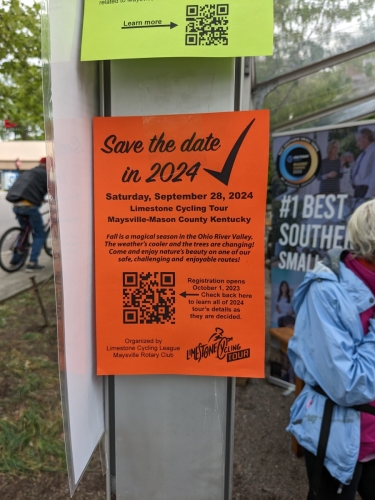 related to Maysville
Learn more
Save the date
in 2024
Saturday, September 28, 2024
Limestone Cycling Tour
Maysville-Mason County Kentucky
Fall is a magical season in the Ohio River Valley.
The weather's cooler and the trees are changing!
Come and enjoy nature's beauty on one of our
safe, challenging and enjoyable routes!
Registration opens
October 1, 2023
Check back here
to learn all of 2024
tour's details as
they are decided.
Organized by
Limestone Cycling League
Maysville Rotary Club
LIMESTONE CYCLING
TOUR
#1 BEST
SOUTHE
SMAL